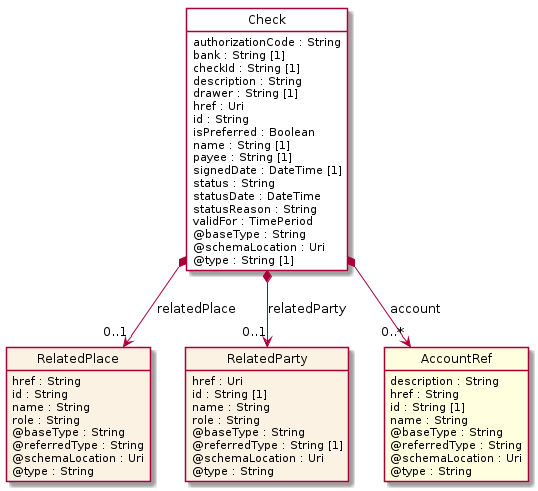 Check
authorizationCode : String
bank : String [1]
checkId : String [1]
description : String
drawer : String [1]
href : Uri
id : String
isPreferred : Boolean
name : String [1]
payee : String [1]
signedDate : DateTime [1]
status : String
statusDate : DateTime
statusReason : String
validFor : TimePeriod
@baseType : String
@schemaLocation : Uri
@type : String [1]
relatedPlace
relatedParty
account
0..1
0..1
0..*
RelatedPlace
href : String
id : String
name : String
role : String
@baseType : String
@referredType : String
@schemaLocation : Uri
@type : String
RelatedParty
href : Uri
id : String [1]
name : String
role : String
@baseType : String
@referredType : String [1]
@schemaLocation : Uri
@type : String
AccountRef
description : String
href : String
id : String [1]
name : String
@baseType : String
@referredType : String
@schemaLocation : Uri
@type : String